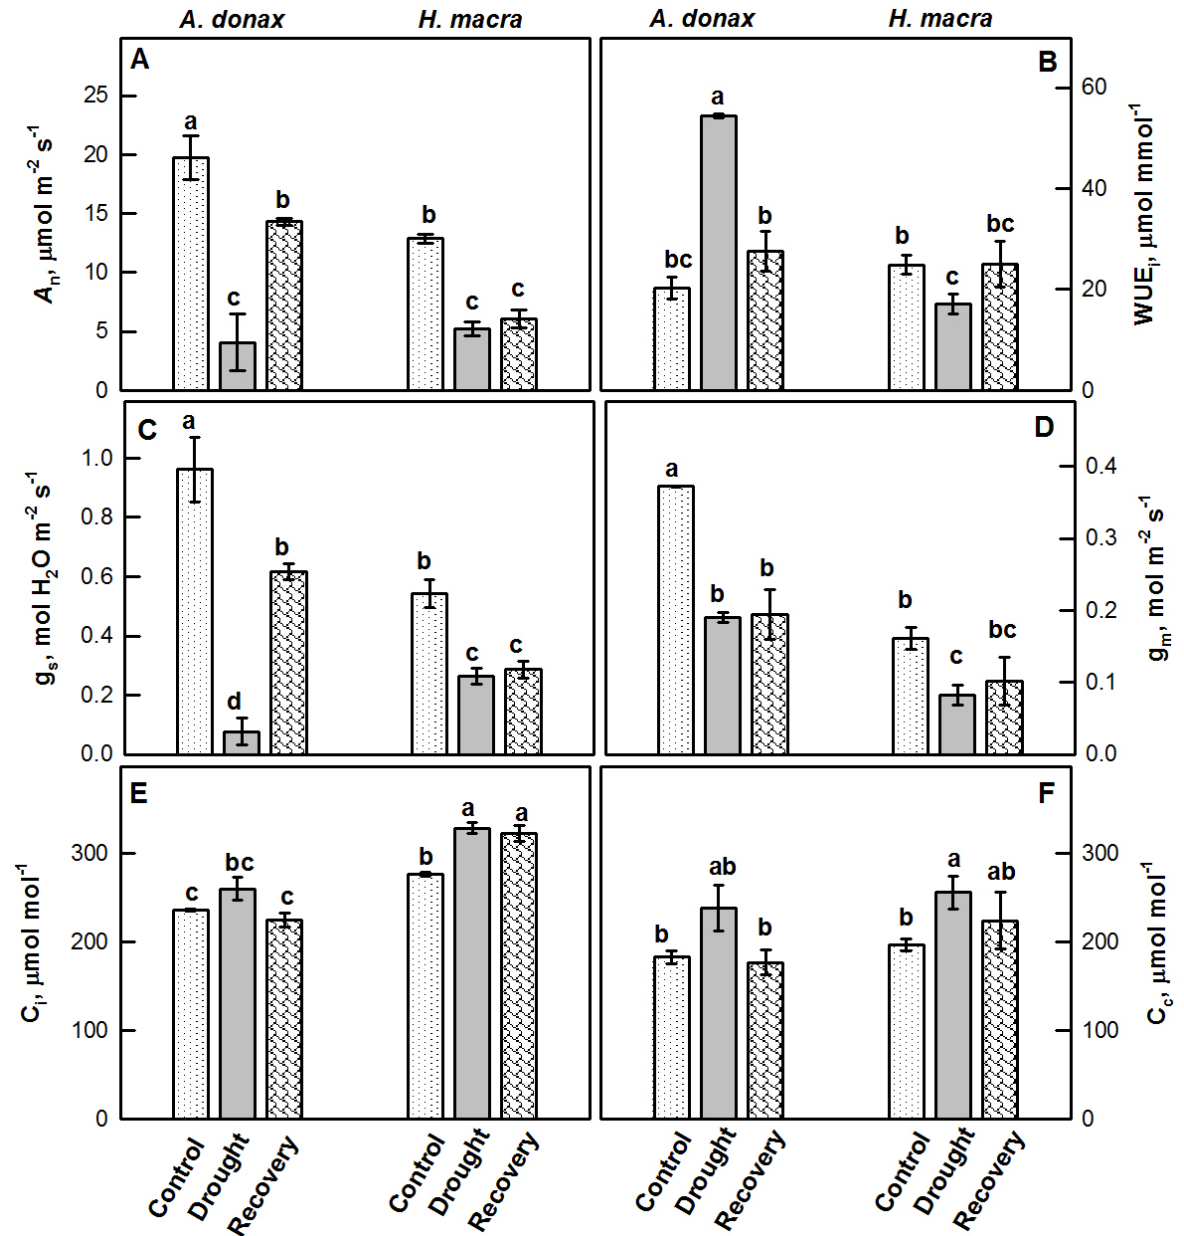 A. donax H. macra A. donax H. macra
A
25
20
15
10
5
0
Aₙ, μmol m⁻² s⁻¹
a
c
b
b
c
c
B
60
40
20
0
WUEᵢ, μmol mmol⁻¹
bc
a
b
b
c
bc
C
1.0
0.8
0.6
0.4
0.2
0.0
gₛ, mol H₂O m⁻² s⁻¹
a
d
b
b
c
c
D
0.4
0.3
0.2
0.1
0.0
gₘ, mol m⁻² s⁻¹
a
b
b
b
c
bc
E
300
200
100
0
Cᵢ, μmol mol⁻¹
c
bc
c
b
a
a
F
300
200
100
0
C_c, μmol mol⁻¹
b
ab
b
b
a
ab
Control
Drought
Recovery
Control
Drought
Recovery
Control
Drought
Recovery
Control
Drought
Recovery